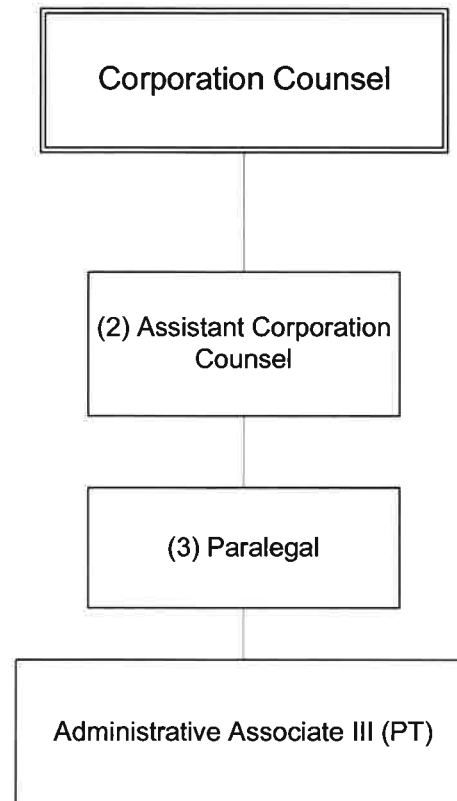 Corporation Counsel
(2) Assistant Corporation
Counsel
(3) Paralegal
Administrative Associate III (PT)